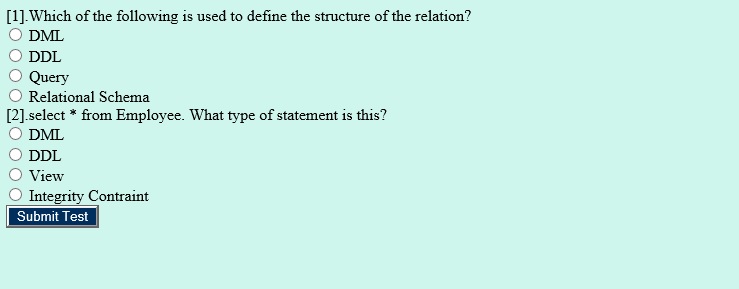 [1].Which of the following is used to define the structure of the relation?
DML
DDL
Query
Relational Schema
[2].select * from Employee. What type of statement is this?
DML
DDL
View
Integrity Contraint
Submit Test